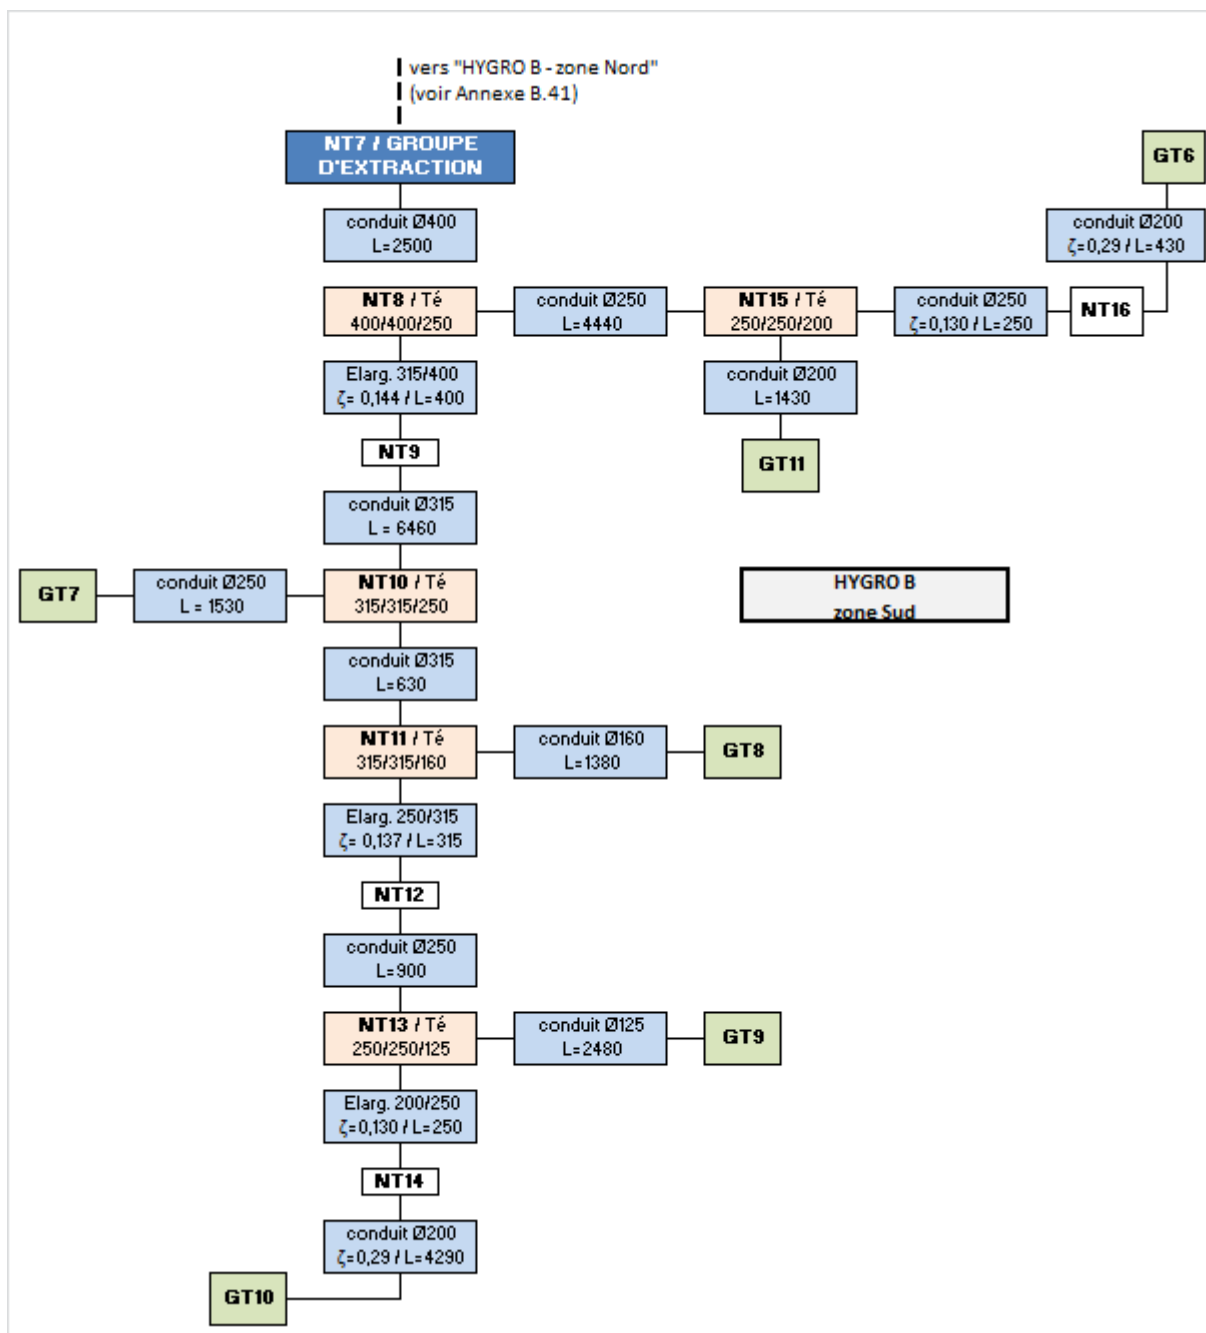 vers "HYGRO B - zone Nord"
(voir Annexe B.41)
NT7 / GROUPE
D'EXTRACTION
GT6
conduit Ø400
L=2500
conduit Ø200
ζ=0,29 / L=430
NT8 / Té
400/400/250
conduit Ø250
L=4440
NT15 / Té
250/250/200
conduit Ø250
ζ=0,130 / L=250
NT16
Elarg. 315/400
ζ= 0,144 / L=400
conduit Ø200
L=1430
NT9
GT11
conduit Ø315
L = 6460
GT7
conduit Ø250
L = 1530
NT10 / Té
315/315/250
HYGRO B
zone Sud
conduit Ø315
L=630
NT11 / Té
315/315/160
conduit Ø160
L=1380
GT8
Elarg. 250/315
ζ= 0,137 / L=315
NT12
conduit Ø250
L=900
NT13 / Té
250/250/125
conduit Ø125
L=2480
GT9
Elarg. 200/250
ζ=0,130 / L=250
NT14
conduit Ø200
ζ=0,29 / L=4290
GT10